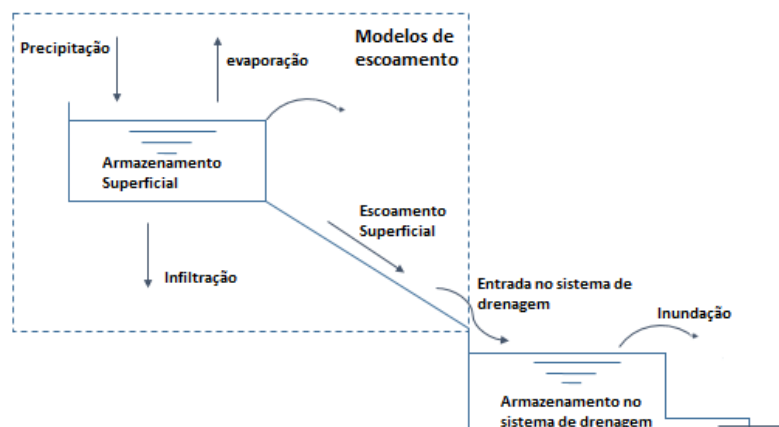 Modelos de
escoamento
Precipitação
evaporação
Armazenamento
Superficial
Escoamento
Superficial
Infiltração
Entrada no sistema de
drenagem
Inundação
Armazenamento no
sistema de drenagem